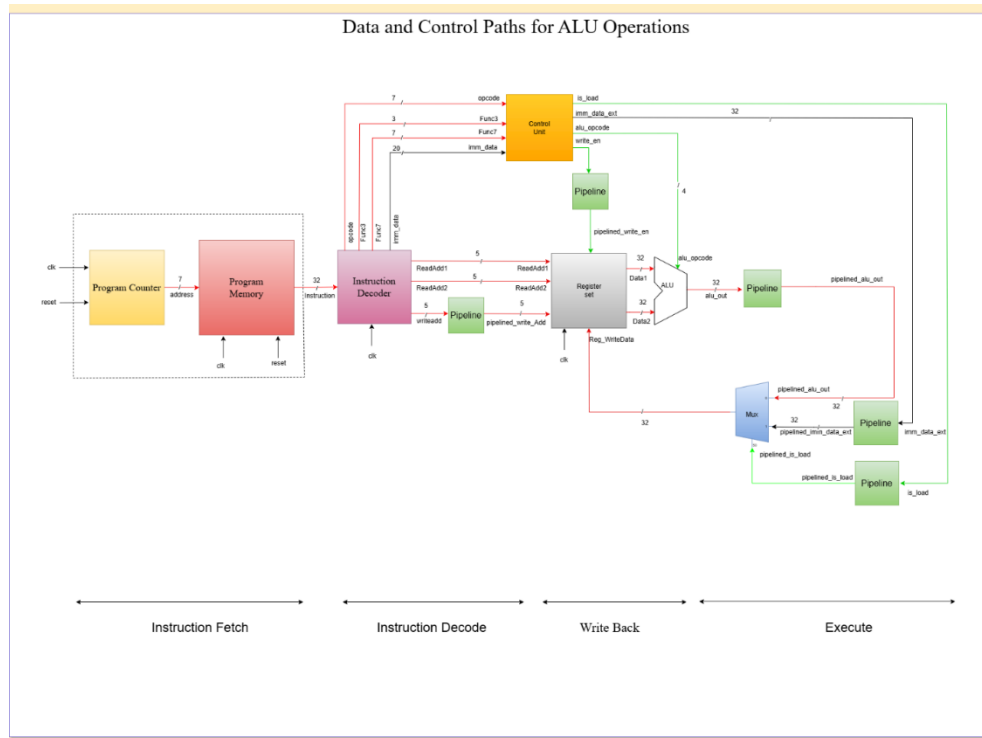 Data and Control Paths for ALU Operations
7
opcode
3
Func3
7
Func7
29
imm_data
Control
Unit
is_load
32
imm_data_ext
alu_opcode
write_en
Pipeline
4
pipelined_write_en
opcode
Func3
Func7
imm_data
clk
reset
Program Counter
7
address
Program
Memory
clk
reset
32
Instruction
Instruction
Decoder
clk
ReadAdd1
5
ReadAdd1
ReadAdd2
5
ReadAdd2
5
writeadd
Pipeline
5
pipelined_write_Add
Register
set
clk
Reg_WriteData
32
Data1
32
Data2
alu_opcode
ALU
32
alu_out
Pipeline
pipelined_alu_out
pipelined_alu_out
32
Mux
32
32
pipelined_imm_data_ext
Pipeline
imm_data_ext
pipelined_is_load
pipelined_is_load
Pipeline
is_load
Instruction Fetch
Instruction Decode
Write Back
Execute